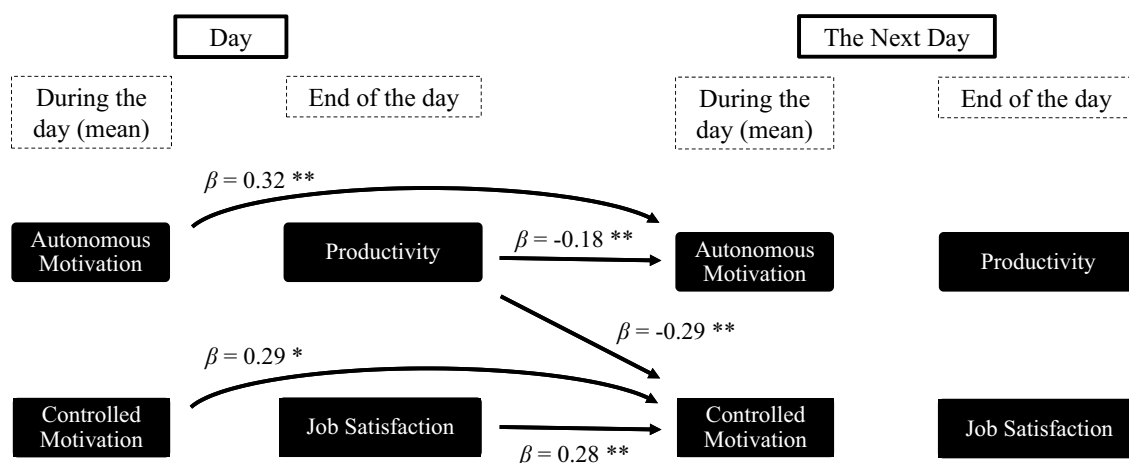 Day
The Next Day
During the
day (mean)
End of the day
During the
day (mean)
End of the day
β = 0.32 **
Autonomous
Motivation
Productivity
β = -0.18 **
Autonomous
Motivation
Productivity
β = -0.29 **
β = 0.29 *
Controlled
Motivation
Job Satisfaction
β = 0.28 **
Controlled
Motivation
Job Satisfaction